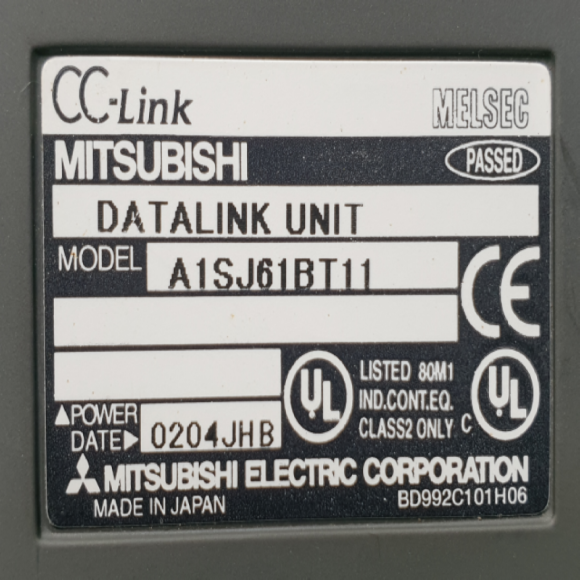 CC-Link MELSEC
MITSUBISHI PASSED
DATALINK UNIT
MODEL A1SJ61BT11
CE
UL LISTED 80M1 UL
IND.CONT.EQ.
CLASS2 ONLY C
▲POWER
DATE▶ 0204JHB
MITSUBISHI ELECTRIC CORPORATION
MADE IN JAPAN BD992C101H06